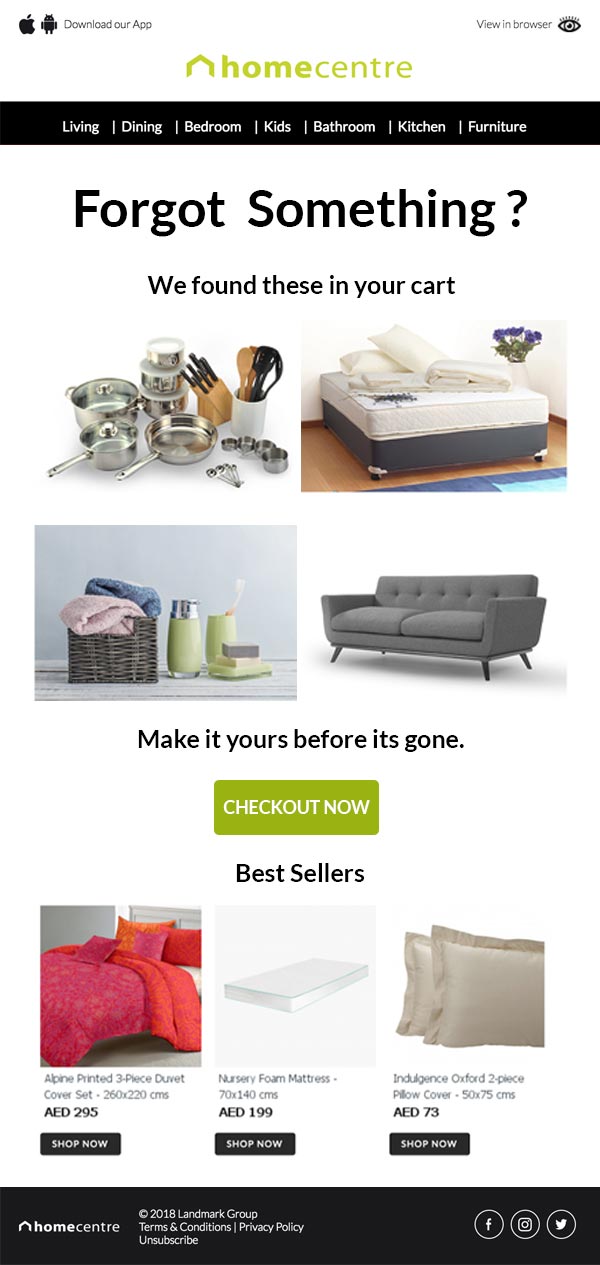 Download our App
View in browser
homecentre
Living | Dining | Bedroom | Kids | Bathroom | Kitchen | Furniture
Forgot Something ?
We found these in your cart
Make it yours before its gone.
CHECKOUT NOW
Best Sellers
Alpine Printed 3-Piece Duvet
Cover Set - 260x220 cms
AED 295
SHOP NOW
Nursery Foam Mattress -
70x140 cms
AED 199
SHOP NOW
Indulgence Oxford 2-piece
Pillow Cover - 50x75 cms
AED 73
SHOP NOW
homecentre
© 2018 Landmark Group
Terms & Conditions | Privacy Policy
Unsubscribe